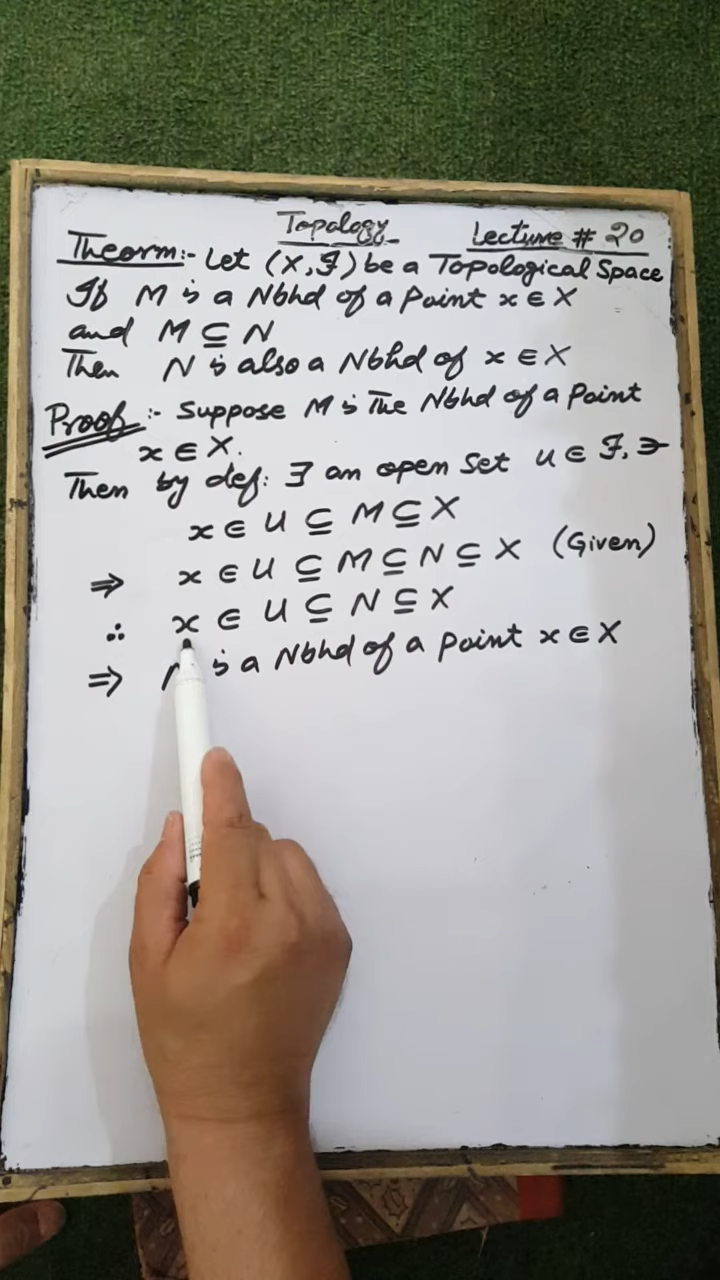 Topology
Lecture # 20
Theorm:- Let (X, ℑ) be a Topological Space
If M is a Nbhd of a Point x ∈ X
and M ⊆ N
Then N is also a Nbhd of x ∈ X
Proof:- Suppose M is The Nbhd of a Point
x ∈ X.
Then by def: ∃ an open set u ∈ ℑ, ∋
x ∈ U ⊆ M ⊆ X
⇒ x ∈ U ⊆ M ⊆ N ⊆ X (Given)
∴ x ∈ U ⊆ N ⊆ X
⇒ N is a Nbhd of a Point x ∈ X